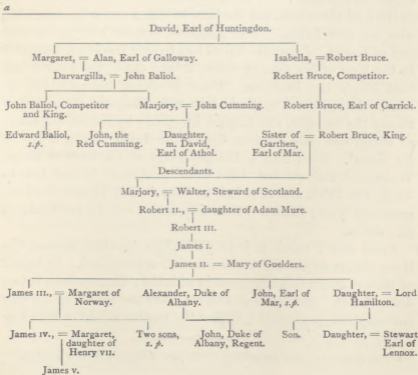 a
David, Earl of Huntingdon.
Margaret, = Alan, Earl of Galloway.
Isabella, = Robert Bruce.
Darvargilla, = John Baliol.
Robert Bruce, Competitor.
John Baliol, Competitor
and King.
Marjory, = John Cumming.
Robert Bruce, Earl of Carrick.
Edward Baliol,
s.p.
John, the
Red Cumming.
Daughter,
m. David,
Earl of Athol.
Sister of
Garthen,
Earl of Mar.
= Robert Bruce, King.
Descendants.
Marjory, = Walter, Steward of Scotland.
Robert II., = daughter of Adam Mure.
Robert III.
James I.
James II. = Mary of Guelders.
James III., = Margaret of
Norway.
Alexander, Duke of
Albany.
John, Earl of
Mar, s.p.
Daughter, = Lord
Hamilton.
James IV., = Margaret,
daughter of
Henry VII.
Two sons,
s. p.
John, Duke of
Albany, Regent.
Son.
Daughter, = Stewart
Earl of
Lennox.
James V.